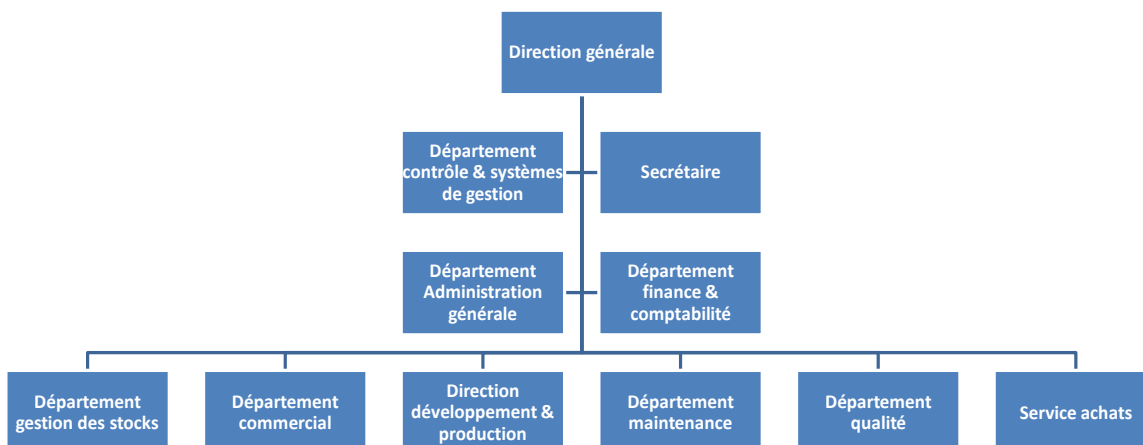 Direction générale
Département
contrôle & systèmes
de gestion
Secrétaire
Département
Administration
générale
Département
finance &
comptabilité
Département
gestion des stocks
Département
commercial
Direction
développement &
production
Département
maintenance
Département
qualité
Service achats